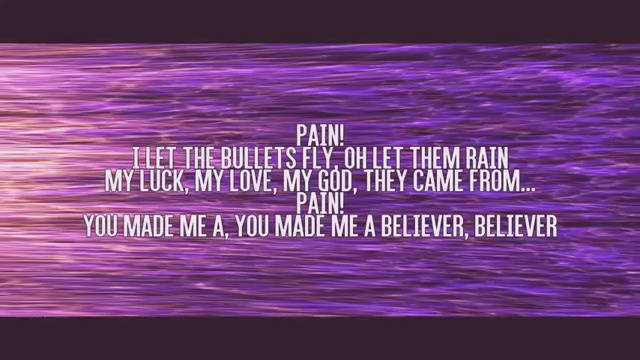 PAIN!
I LET THE BULLETS FLY, OH LET THEM RAIN
MY LUCK, MY LOVE, MY GOD, THEY CAME FROM...
PAIN!
YOU MADE ME A, YOU MADE ME A BELIEVER, BELIEVER